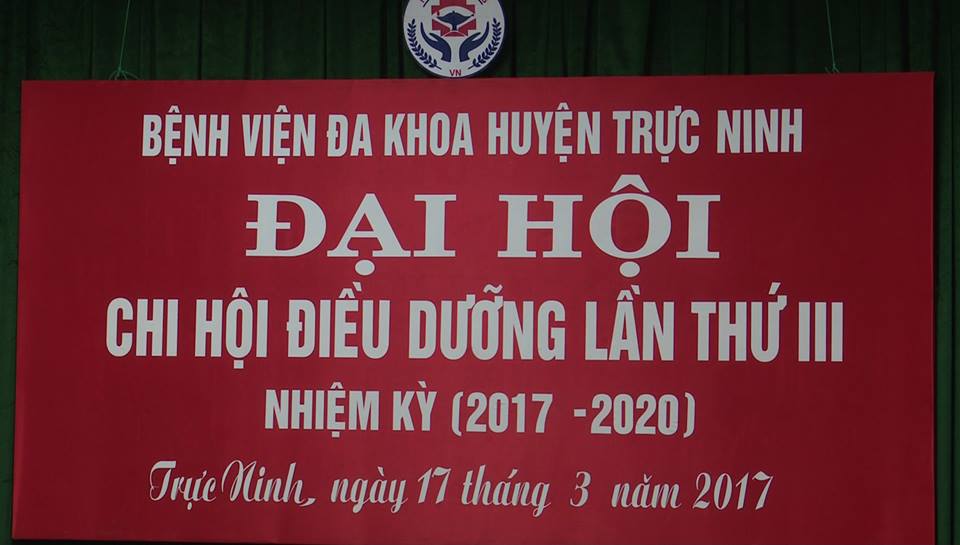 VN
BỆNH VIỆN ĐA KHOA HUYỆN TRỰC NINH
ĐẠI HỘI
CHI HỘI ĐIỀU DƯỠNG LẦN THỨ III
NHIỆM KỲ (2017 -2020)
Trực Ninh, ngày 17 tháng 3 năm 2017